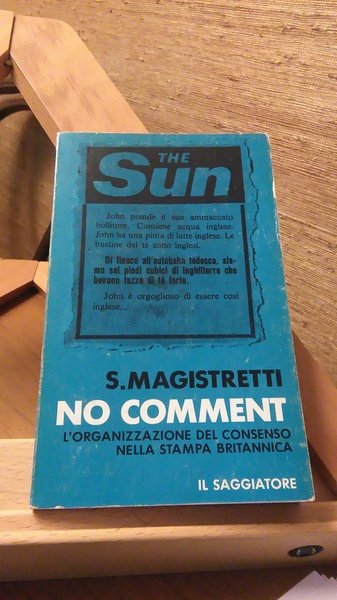 THE
Sun
John prende il suo ammaccato
bollitore. Contiene acqua inglese.
John ha una pinta di latte inglese. Le
bustine del tè sono inglesi.
Di fianco all'autobahn tedesca, sia-
mo sei piedi cubici di Inghilterra che
bevono tazze di tè forte.
John è orgoglioso di essere così
inglese...
S.MAGISTRETTI
NO COMMENT
L'ORGANIZZAZIONE DEL CONSENSO
NELLA STAMPA BRITANNICA
IL SAGGIATORE